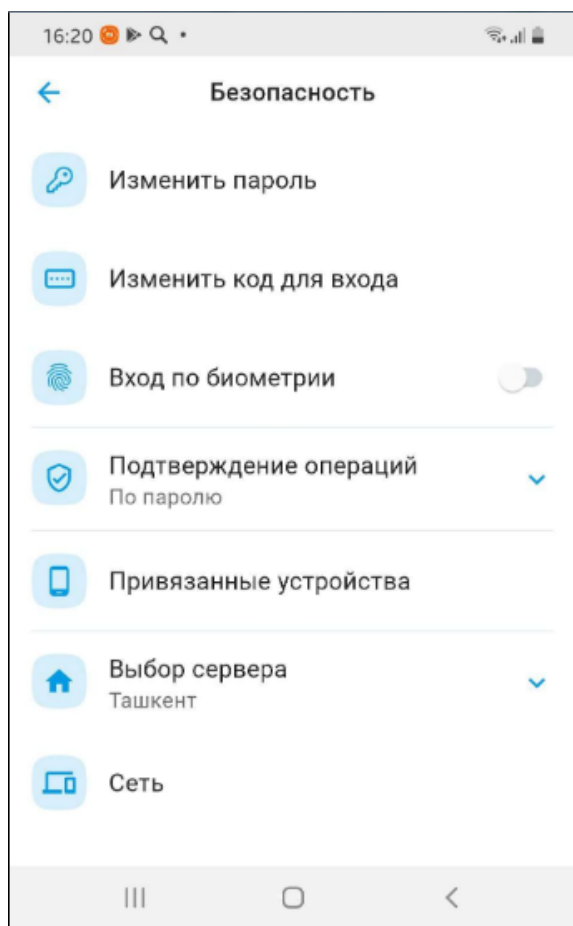 16:20
Безопасность
Изменить пароль
Изменить код для входа
Вход по биометрии
Подтверждение операций
По паролю
Привязанные устройства
Выбор сервера
Ташкент
Сеть